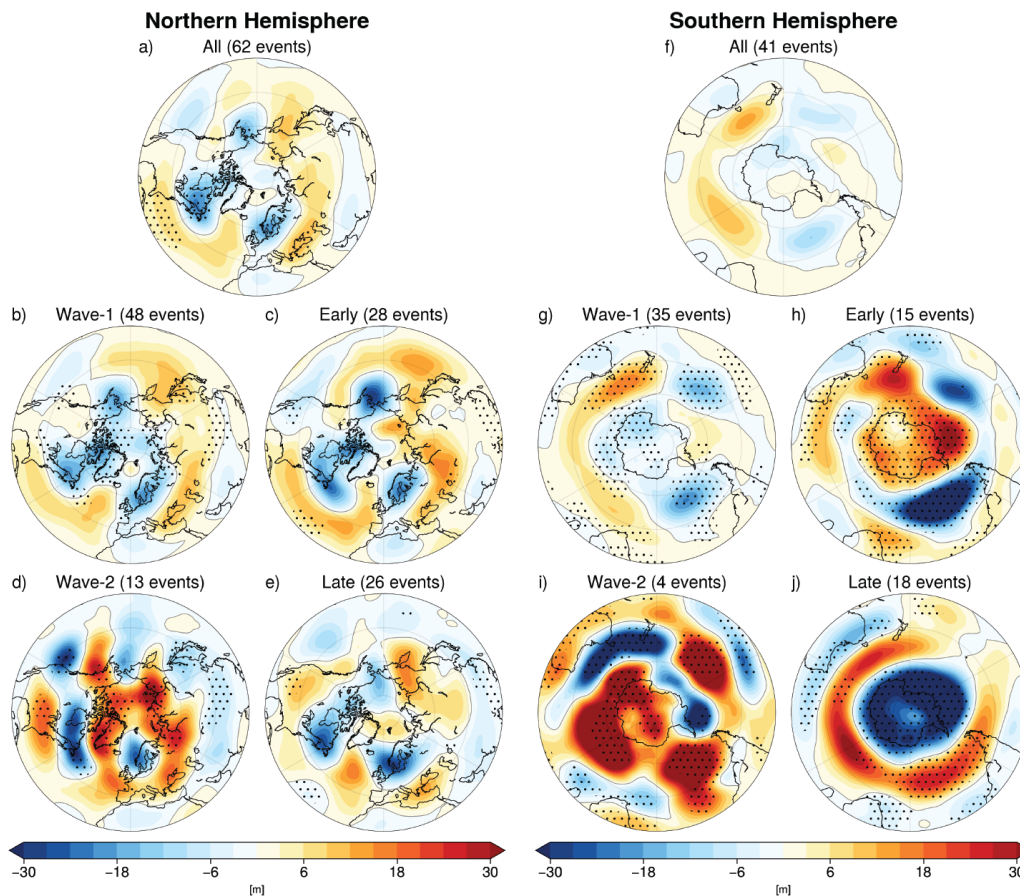 Northern Hemisphere
Southern Hemisphere
a) All (62 events)
f) All (41 events)
b) Wave-1 (48 events)
c) Early (28 events)
g) Wave-1 (35 events)
h) Early (15 events)
d) Wave-2 (13 events)
e) Late (26 events)
i) Wave-2 (4 events)
j) Late (18 events)
−30 −18 −6 6 18 30
[m]
−30 −18 −6 6 18 30
[m]